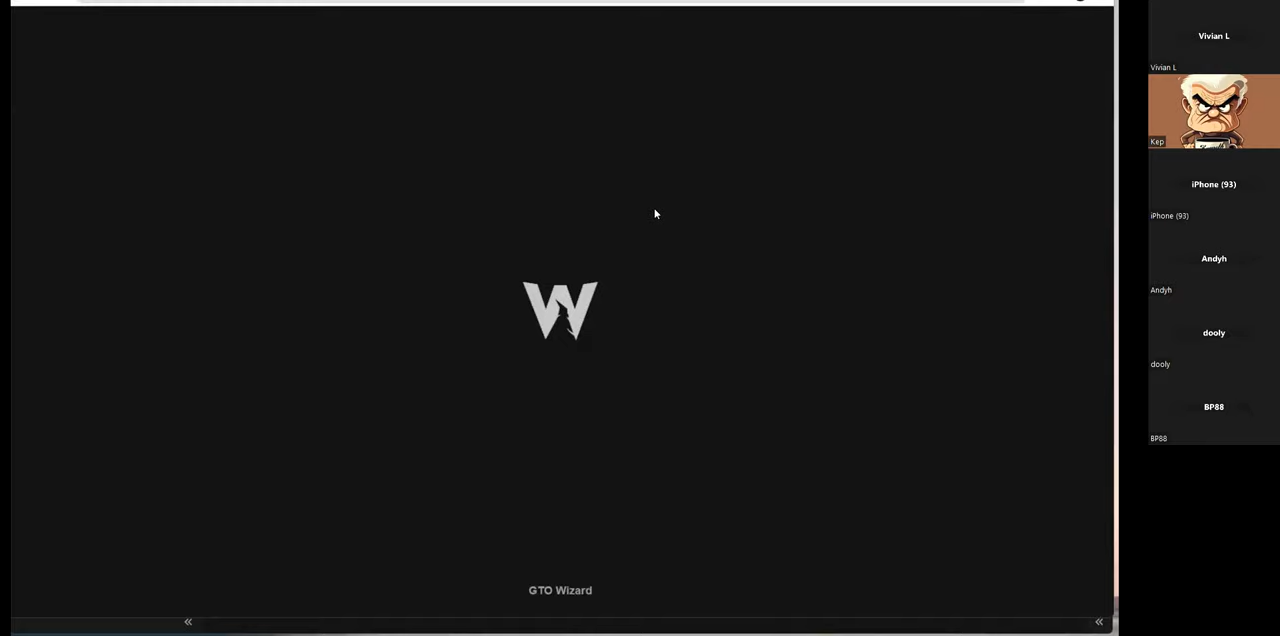 Vivian L
Vivian L
Kep
iPhone (93)
iPhone (93)
Andyh
Andyh
dooly
dooly
BP88
BP88
W
GTO Wizard